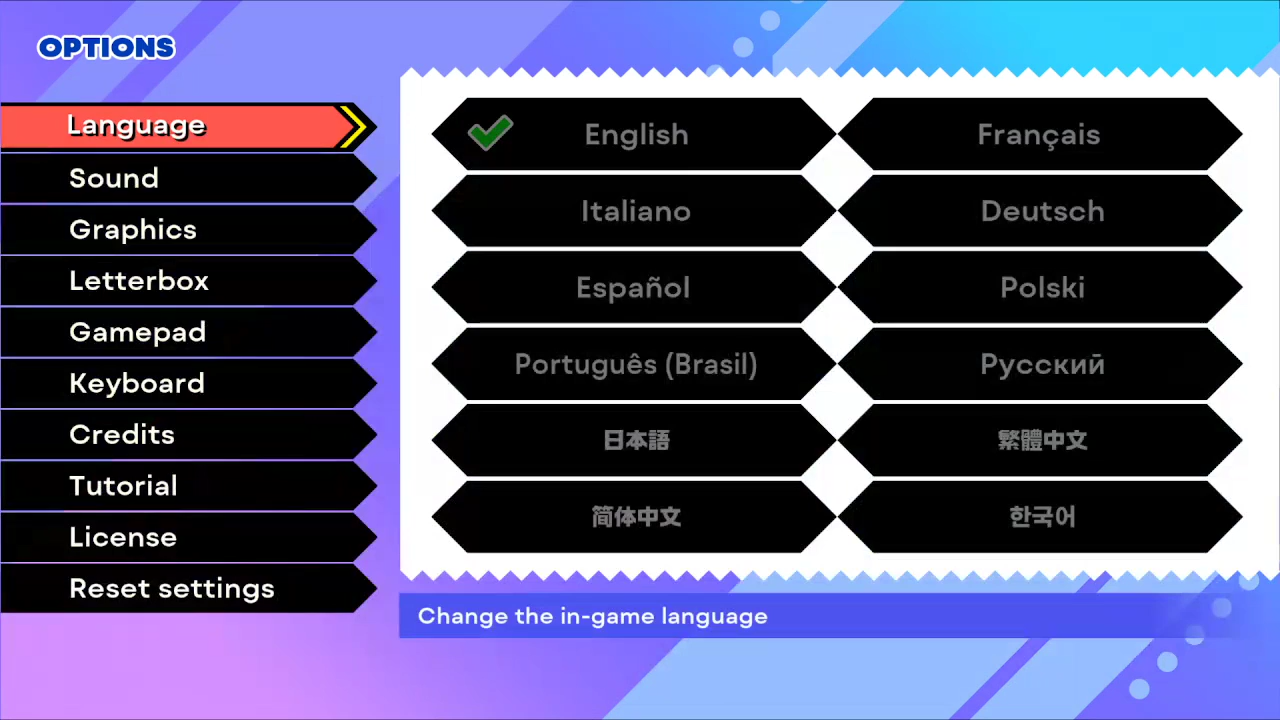 OPTIONS
Language
Sound
Graphics
Letterbox
Gamepad
Keyboard
Credits
Tutorial
License
Reset settings
English
Français
Italiano
Deutsch
Español
Polski
Português (Brasil)
Русский
日本語
繁體中文
简体中文
한국어
Change the in-game language